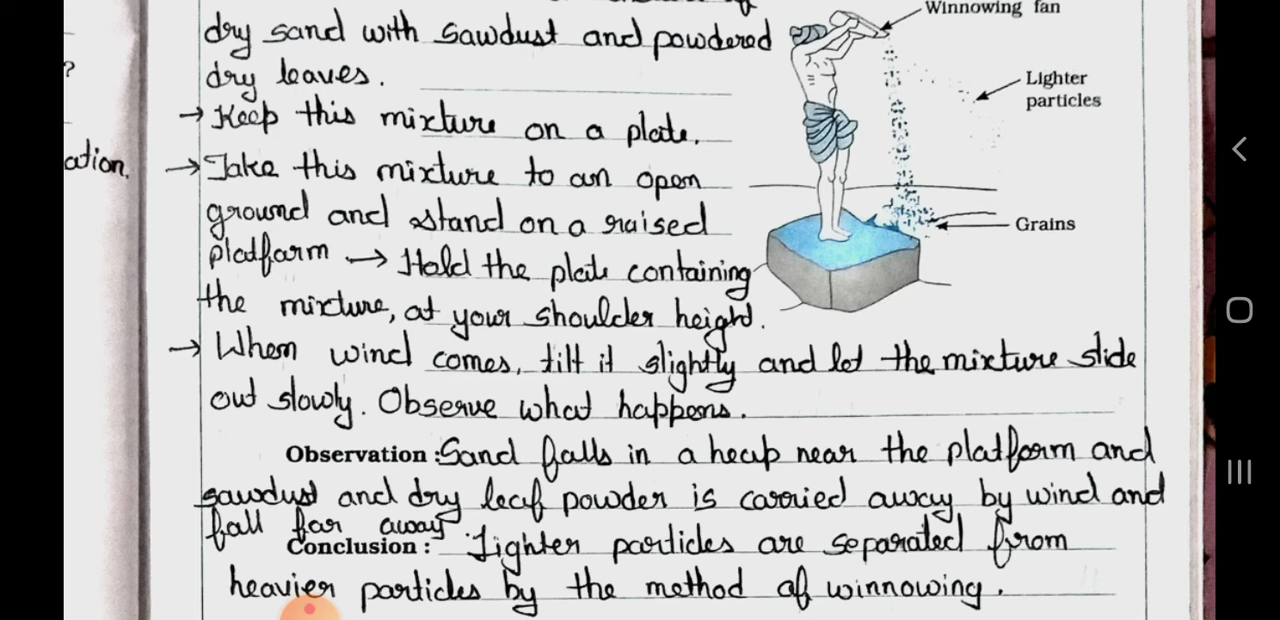 dry sand with sawdust and powdered
dry leaves.
→ Keep this mixture on a plate.
→ Take this mixture to an open
ground and stand on a raised
platform → Hold the plate containing
the mixture, at your shoulder height.
→ When wind comes, tilt it slightly and let the mixture slide
out slowly. Observe what happens.
Observation : Sand falls in a heap near the platform and
sawdust and dry leaf powder is carried away by wind and
fall far away
Conclusion : Lighter particles are separated from
heavier particles by the method of winnowing.
Winnowing fan
Lighter
particles
Grains
?
ation.